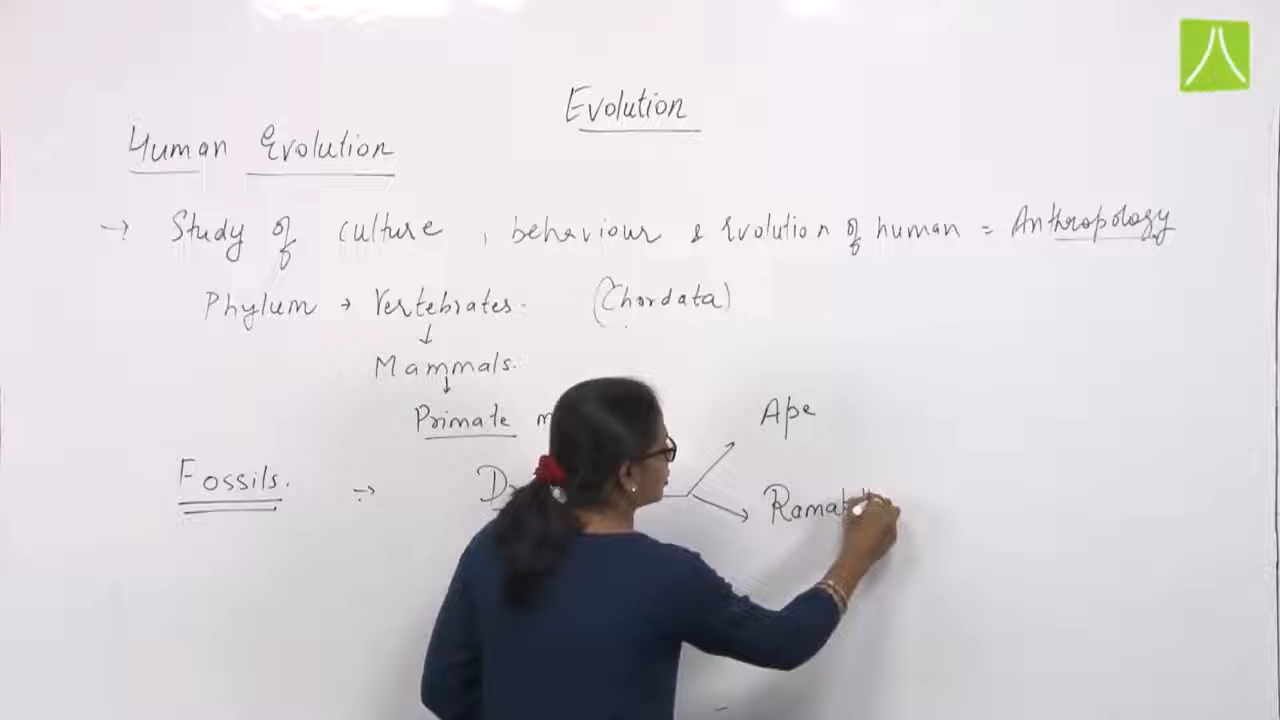 Evolution
Human Evolution
→ Study of culture , behaviour & Evolution of human = Anthropology
Phylum → Vertebrates. (Chordata)
↓
Mammals.
↓
Primate
Ape
Fossils. ÷>